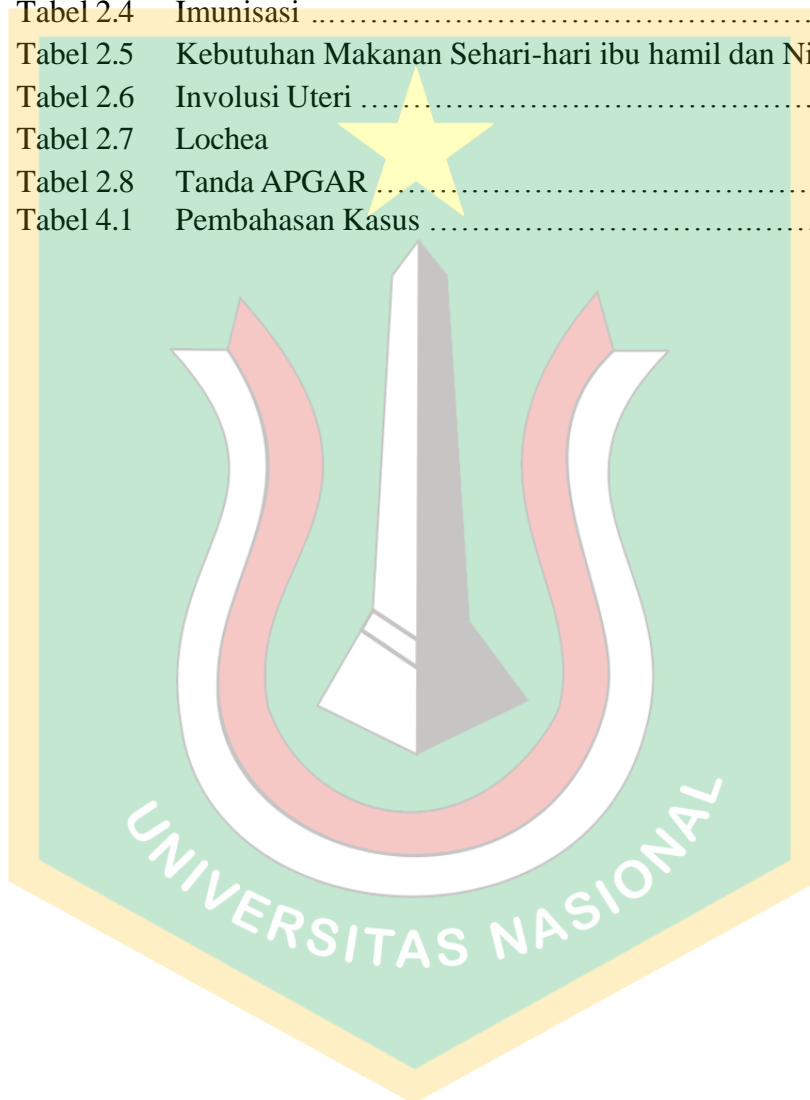 Tabel 2.4 Imunisasi ..……………………………………………………
Tabel 2.5 Kebutuhan Makanan Sehari-hari ibu hamil dan
Tabel 2.6 Involusi Uteri ………………………………………………
Tabel 2.7 Lochea
Tabel 2.8 Tanda APGAR ……………………………………………
Tabel 4.1 Pembahasan Kasus ……………………………..………
UNIVERSITAS NASIONAL